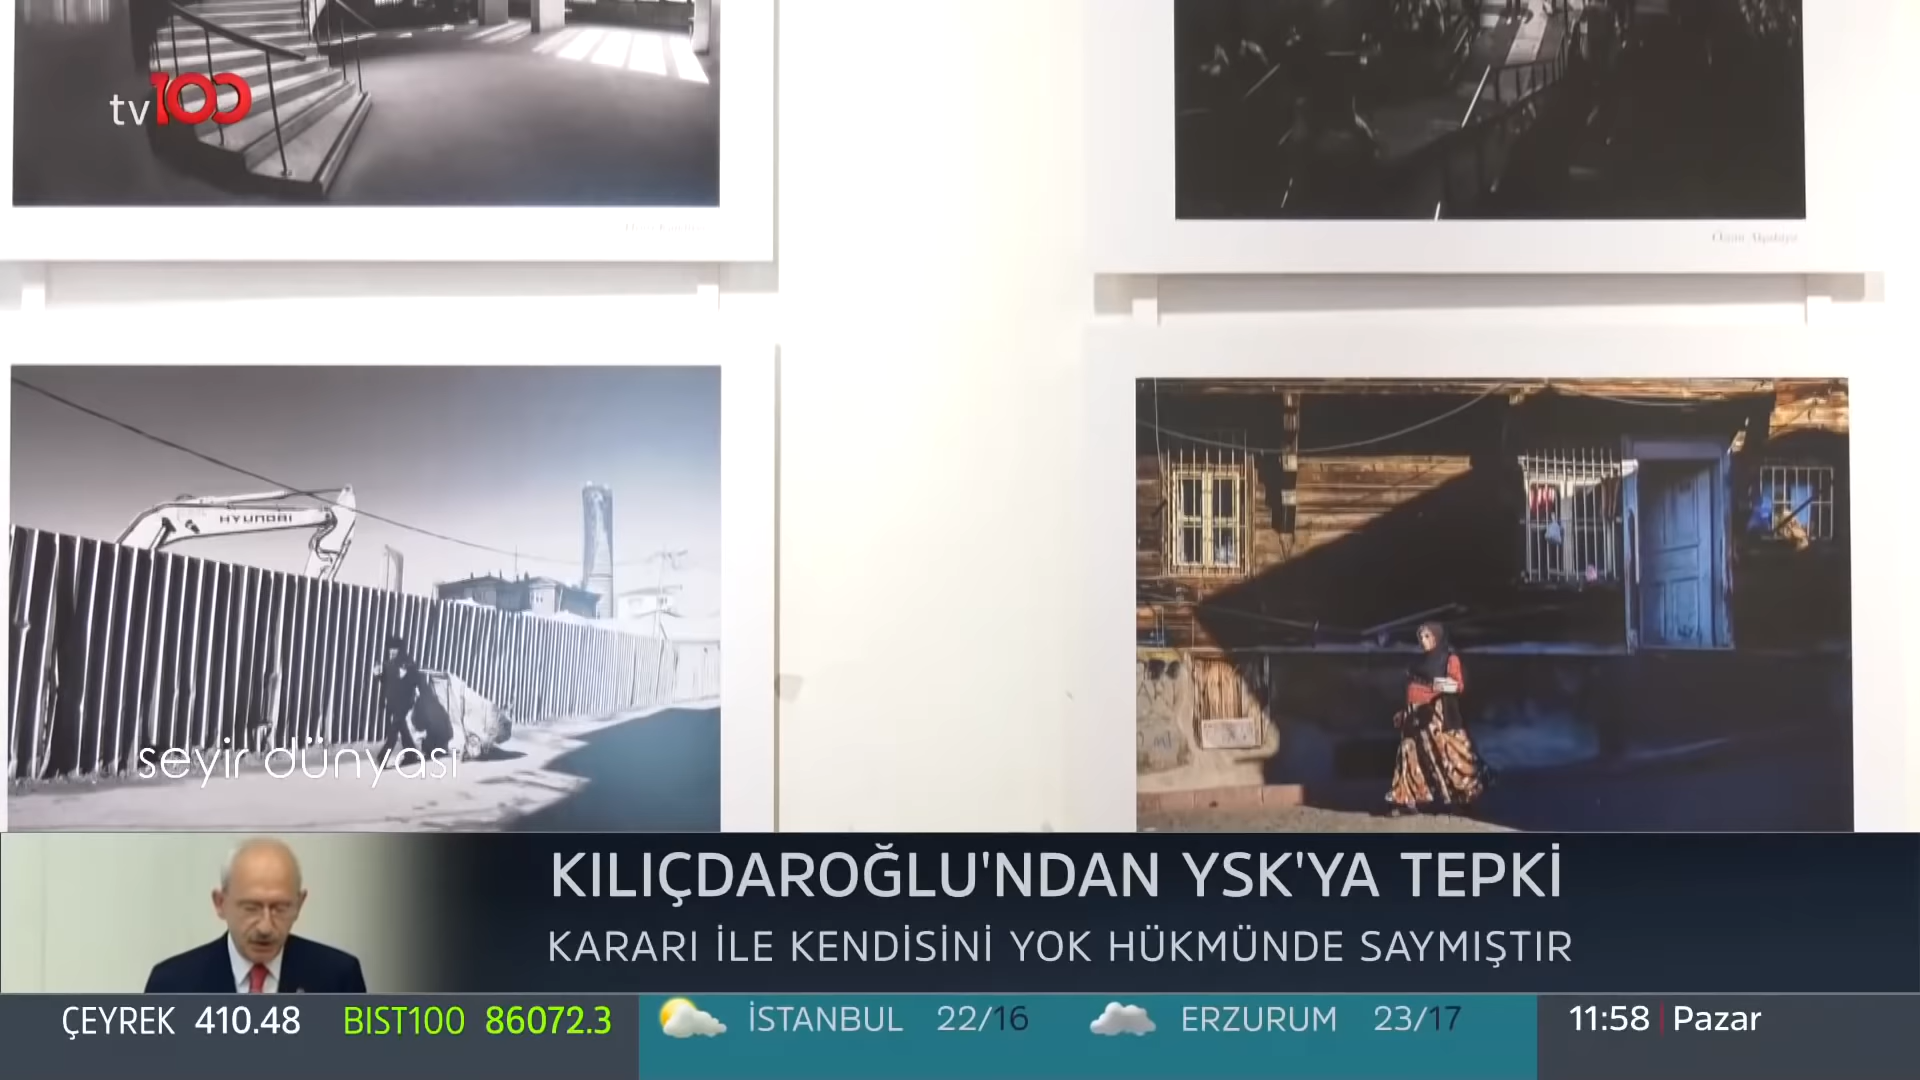 tv100
HYUNDAI
seyir dünyası
KILIÇDAROĞLU'NDAN YSK'YA TEPKİ
KARARI İLE KENDİSİNİ YOK HÜKMÜNDE SAYMIŞTIR
ÇEYREK 410.48 BIST100 86072.3 İSTANBUL 22/16 ERZURUM 23/17 11:58 Pazar